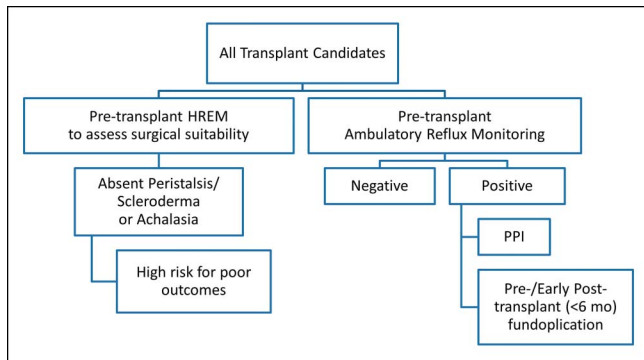 All Transplant Candidates
Pre-transplant HREM
to assess surgical suitability
Pre-transplant
Ambulatory Reflux Monitoring
Absent Peristalsis/
Scleroderma
or Achalasia
Negative
Positive
High risk for poor
outcomes
PPI
Pre-/Early Post-
transplant (<6 mo)
fundoplication